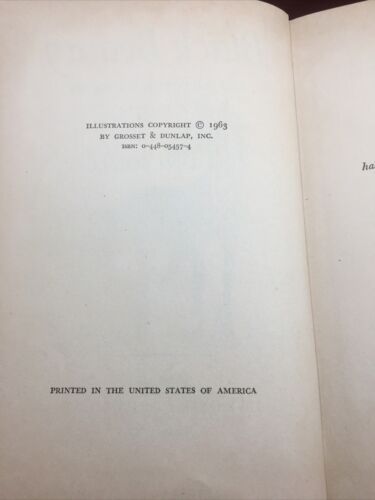 ILLUSTRATIONS COPYRIGHT © 1963
BY GROSSET & DUNLAP, INC.
ISBN: 0-448-05457-4
ha
PRINTED IN THE UNITED STATES OF AMERICA